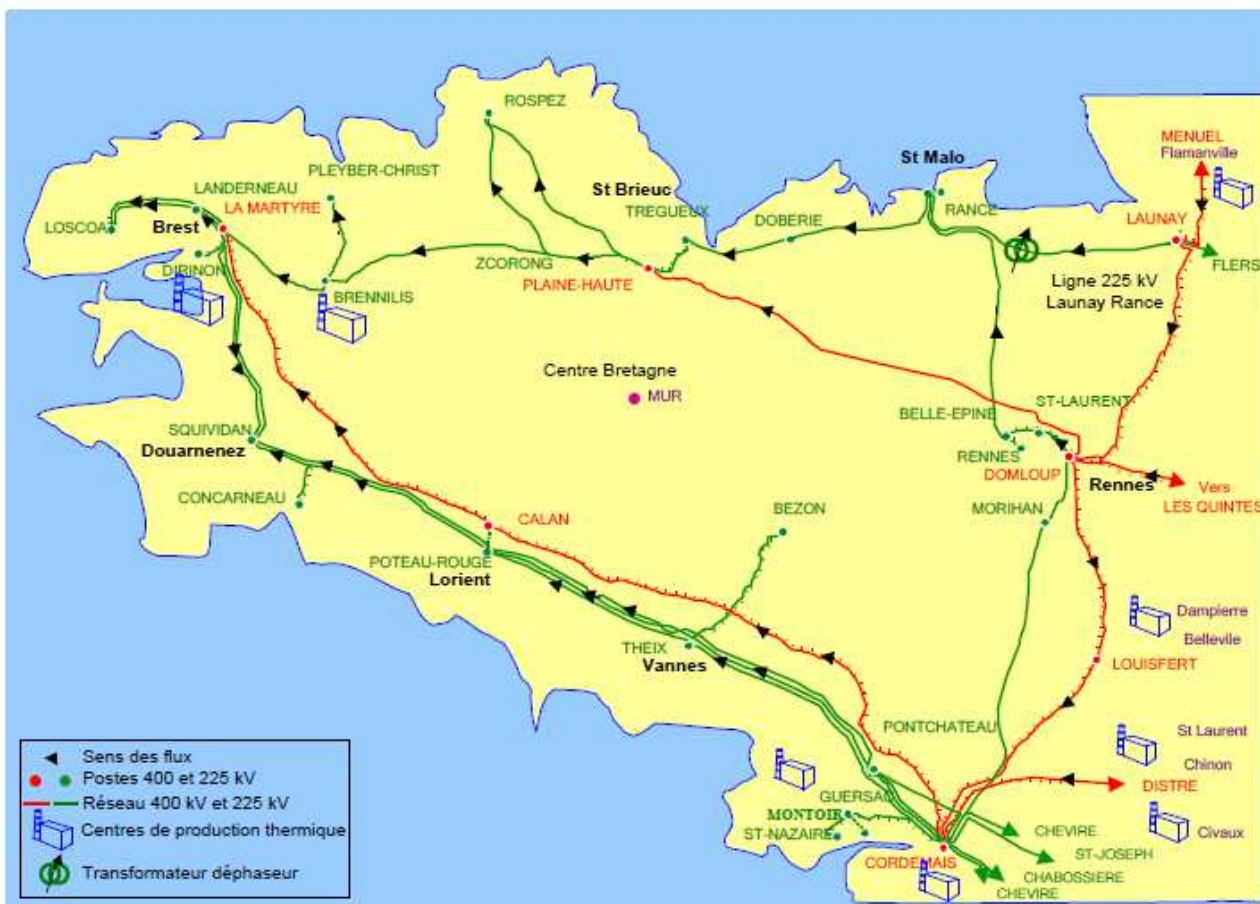 ROSPEZ
MENUEL
Flamanville
St Malo
PLEYBER-CHRIST
LANDERNEAU
LA MARTYRE
St Brieuc
TREGUEUX
DOBERIE
RANCE
LAUNAY
LOSCOA
Brest
FLERS
DIRINON
ZCORONG
PLAINE-HAUTE
BRENNILIS
Ligne 225 kV
Launay Rance
Centre Bretagne
MUR
ST-LAURENT
BELLE-EPINE
SQUIVIDAN
Douarnenez
RENNES
DOMLOUP
Rennes
Vers
LES QUINTES
CONCARNEAU
CALAN
BEZON
MORIHAN
POTEAU-ROUGE
Lorient
Dampierre
Belleville
THEIX
Vannes
LOUISFERT
PONTCHATEAU
St Laurent
Chinon
DISTRE
GUERSAC
MONTOIR
ST-NAZAIRE
CHEVIRE
Civaux
ST-JOSEPH
CORDEMAIS
CHABOSSIERE
CHEVIRE
Sens des flux
Postes 400 et 225 kV
Réseau 400 kV et 225 kV
Centres de production thermique
Transformateur déphaseur